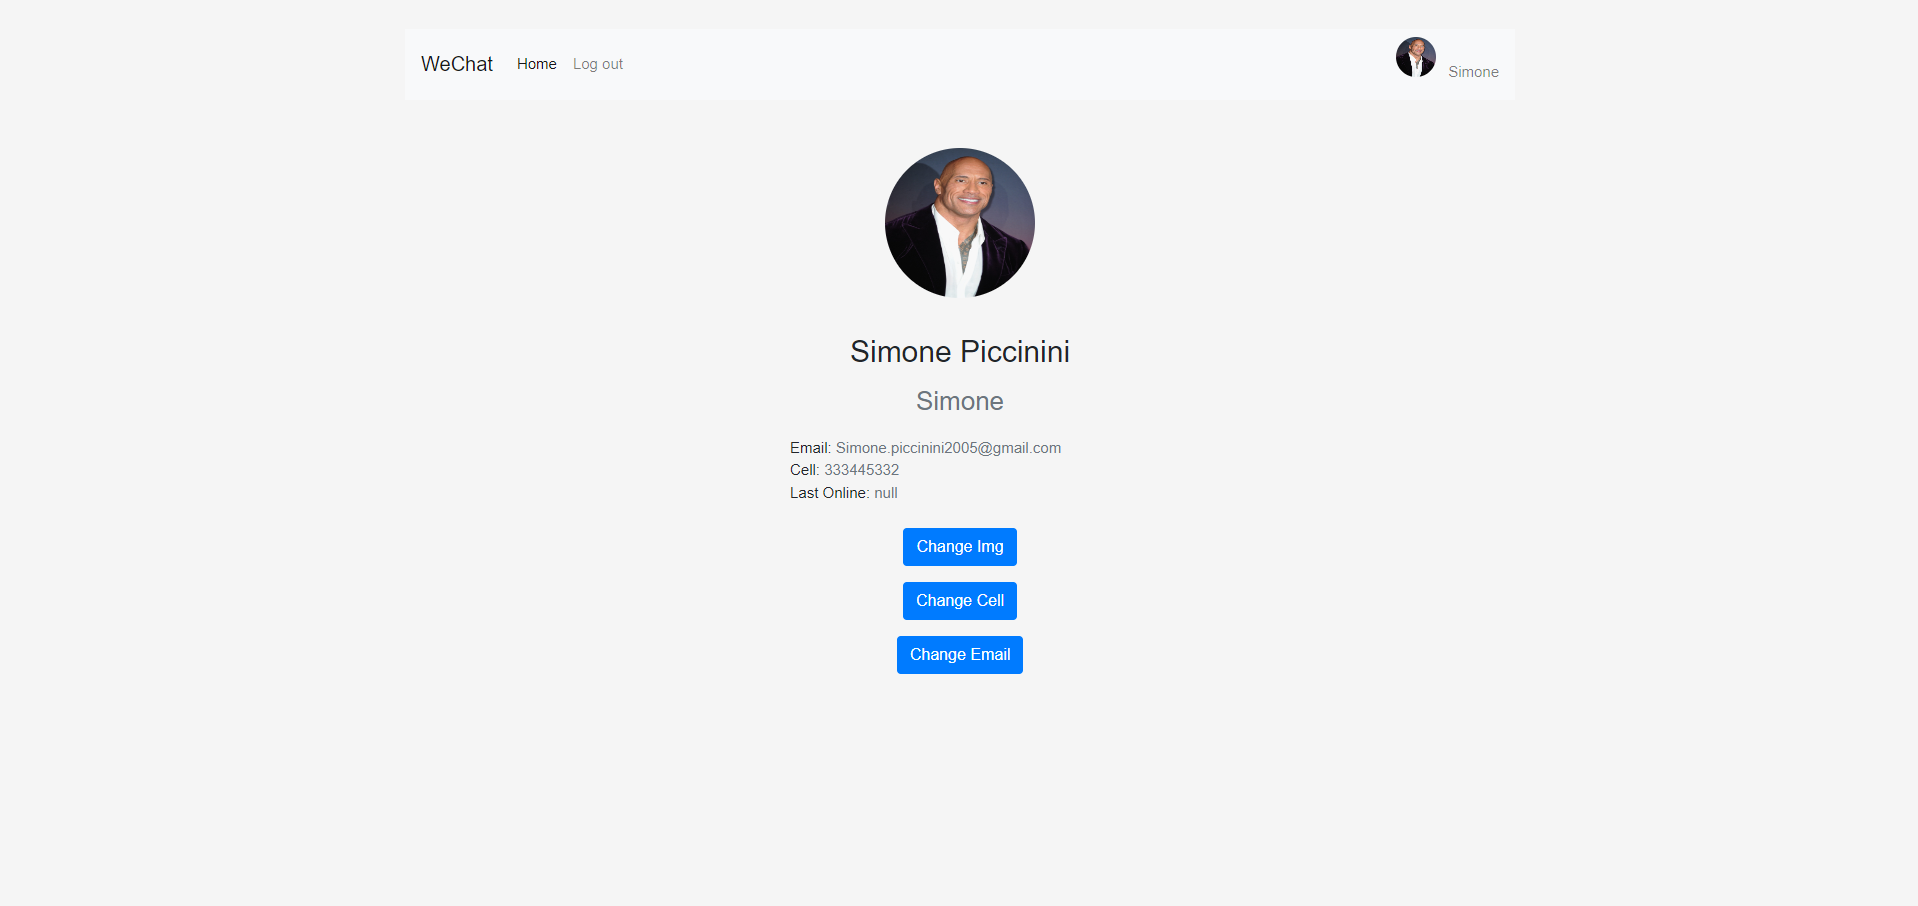 WeChat Home Log out Simone
Simone Piccinini
Simone
Email: Simone.piccinini2005@gmail.com
Cell: 333445332
Last Online: null
Change Img
Change Cell
Change Email